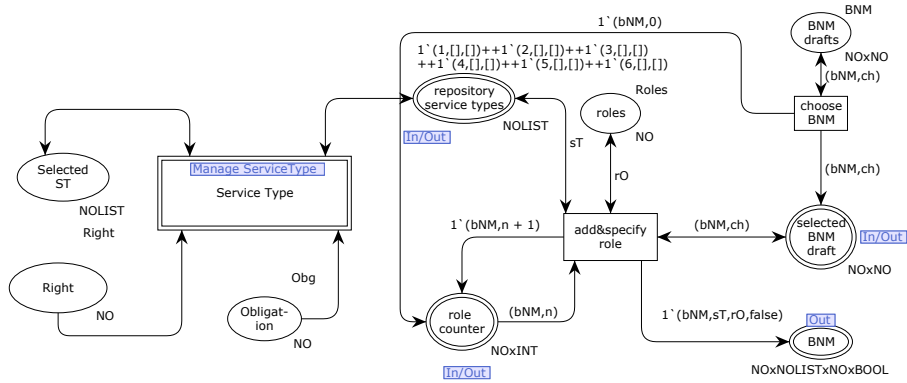 BNM
1`(bNM,0)
BNM
drafts
NOxNO
1`(1,[],[])++1`(2,[],[])++1`(3,[],[])
++1`(4,[],[])++1`(5,[],[])++1`(6,[],[])
(bNM,ch)
repository
service types
NOLIST
In/Out
Roles
roles
NO
choose
BNM
sT
rO
(bNM,ch)
Selected
ST
NOLIST
Right
Manage ServiceType
Service Type
1`(bNM,n + 1)
add&specify
role
(bNM,ch)
selected
BNM
draft
In/Out
NOxNO
Right
NO
Obg
Obligat-
ion
NO
role
counter
(bNM,n)
NOxINT
In/Out
1`(bNM,sT,rO,false)
Out
BNM
NOxNOLISTxNOxBOOL